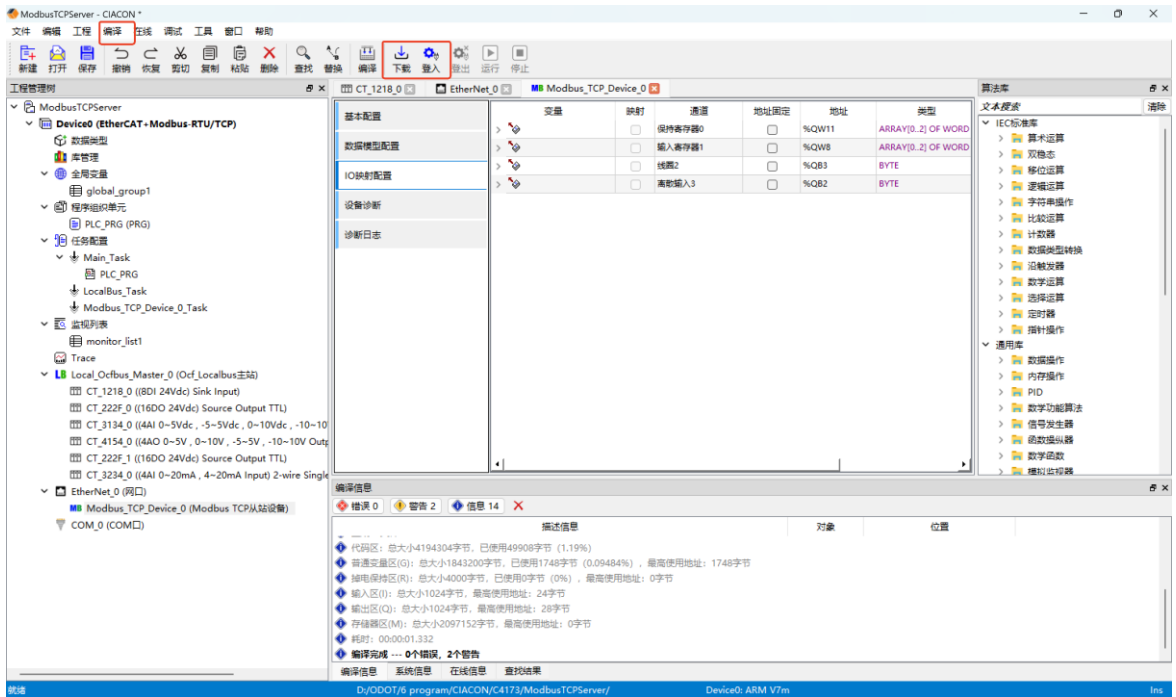 ModbusTCPServer - CIACON *
文件 编辑 工程 编译 在线 调试 工具 窗口 帮助
新建 打开 保存 撤销 恢复 剪切 复制 粘贴 删除 查找 替换 编译 下载 登入 登出 运行 停止
工程管理树
ModbusTCPServer
Device0 (EtherCAT+Modbus-RTU/TCP)
数据类型
库管理
全局变量
global_group1
程序组织单元
PLC_PRG (PRG)
任务配置
Main_Task
PLC_PRG
LocalBus_Task
Modbus_TCP_Device_0_Task
监视列表
monitor_list1
Trace
Local_Ocfbus_Master_0 (Ocf_Localbus主站)
CT_1218_0 ((8DI 24Vdc) Sink Input)
CT_222F_0 ((16DO 24Vdc) Source Output TTL)
CT_3134_0 ((4AI 0~5Vdc , -5~5Vdc , 0~10Vdc , -10~10
CT_4154_0 ((4AO 0~5V , 0~10V , -5~5V , -10~10V Outp
CT_222F_1 ((16DO 24Vdc) Source Output TTL)
CT_3234_0 ((4AI 0~20mA , 4~20mA Input) 2-wire Single
EtherNet_0 (网口)
MB Modbus_TCP_Device_0 (Modbus TCP从站设备)
COM_0 (COM口)
CT_1218_0 EtherNet_0 MB Modbus_TCP_Device_0
基本配置
数据模型配置
IO映射配置
设备诊断
诊断日志
变量 映射 通道 地址固定 地址 类型
保持寄存器0 %QW11 ARRAY[0..2] OF WORD
输入寄存器1 %QW8 ARRAY[0..2] OF WORD
线圈2 %QB3 BYTE
离散输入3 %QB2 BYTE
算法库
文本搜索 清除
IEC标准库
算术运算
双稳态
移位运算
逻辑运算
字符串操作
比较运算
计数器
数据类型转换
沿触发器
数学运算
选择运算
定时器
指针操作
通用库
数据操作
内存操作
PID
数学功能算法
信号发生器
函数操纵器
数学函数
模拟监视器
编译信息
错误 0 警告 2 信息 14
描述信息 对象 位置
代码区：总大小4194304字节，已使用49908字节（1.19%）
普通变量区(G)：总大小1843200字节，已使用1748字节（0.09484%），最高使用地址：1748字节
掉电保持区(R)：总大小4000字节，已使用0字节（0%），最高使用地址：0字节
输入区(I)：总大小1024字节，最高使用地址：24字节
输出区(Q)：总大小1024字节，最高使用地址：28字节
存储器区(M)：总大小2097152字节，最高使用地址：0字节
耗时：00:00:01.332
编译完成 --- 0个错误，2个警告
编译信息 系统信息 在线信息 查找结果
就绪 D:/ODOT/6 program/CIACON/C4173/ModbusTCPServer/ Device0: ARM V7m Ins